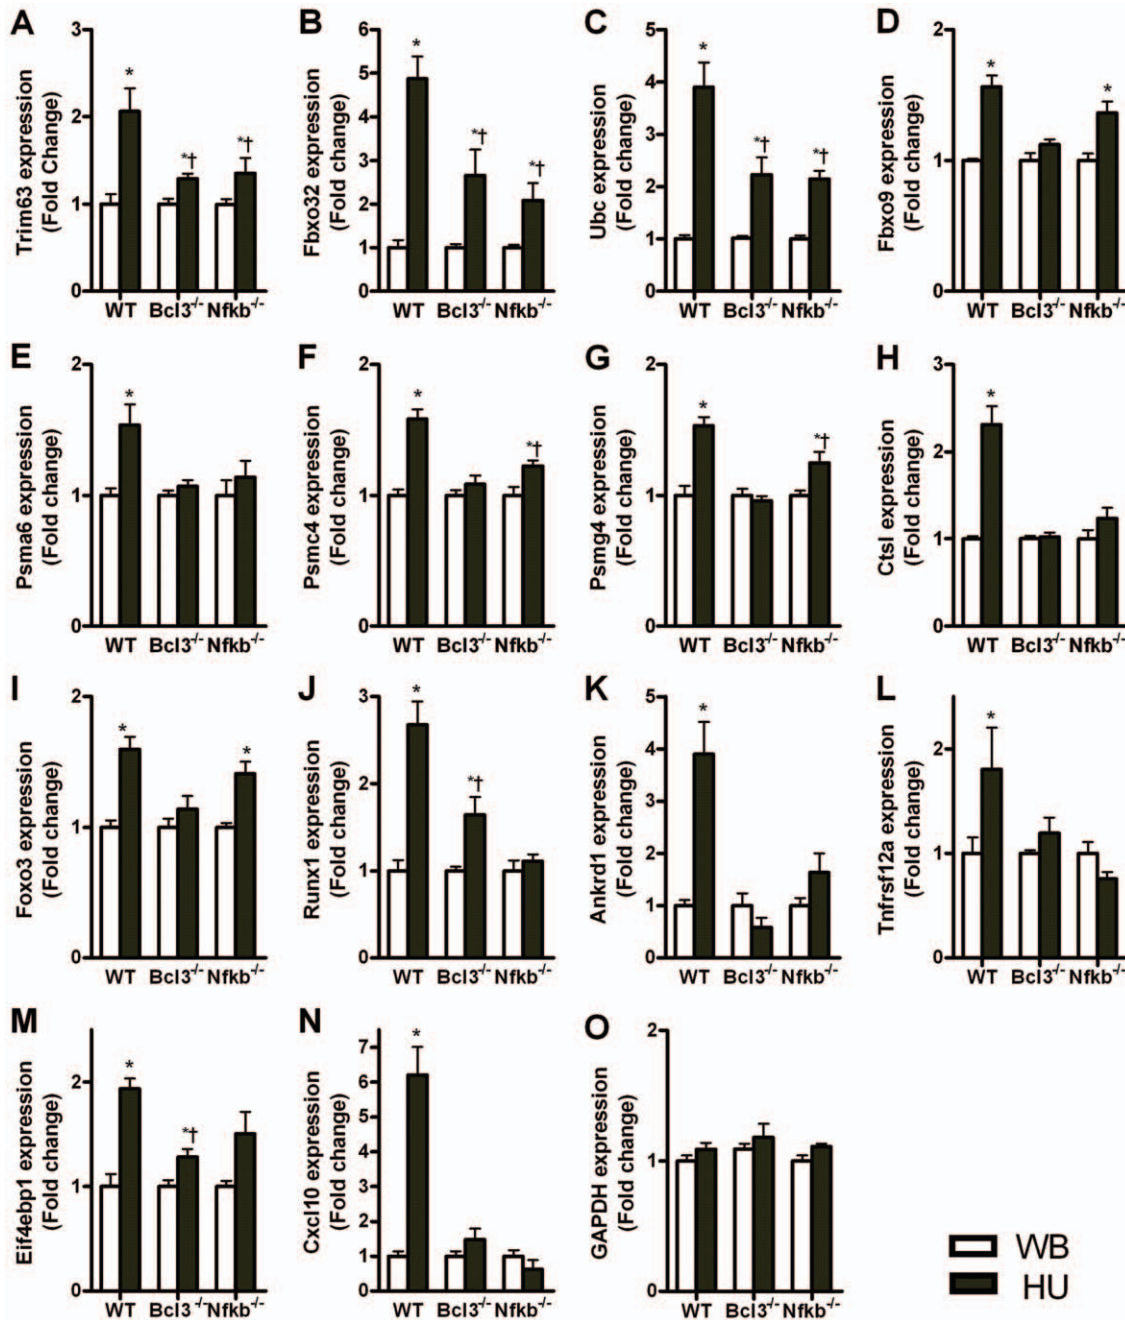 A
Trim63 expression
(Fold Change)
3
2
1
0
*
*†
*†
WT Bcl3-/- Nfkb-/-
B
Fbxo32 expression
(Fold change)
6
5
4
3
2
1
0
*
*†
*†
WT Bcl3-/- Nfkb-/-
C
Ubc expression
(Fold change)
5
4
3
2
1
0
*
*†
*†
WT Bcl3-/- Nfkb-/-
D
Fbxo9 expression
(Fold change)
2
1
0
*
*
WT Bcl3-/- Nfkb-/-
E
Psma6 expression
(Fold change)
2
1
0
*
WT Bcl3-/- Nfkb-/-
F
Psmc4 expression
(Fold change)
2
1
0
*
*†
WT Bcl3-/- Nfkb-/-
G
Psmg4 expression
(Fold change)
2
1
0
*
*†
WT Bcl3-/- Nfkb-/-
H
Ctsl expression
(Fold change)
3
2
1
0
*
WT Bcl3-/- Nfkb-/-
I
Foxo3 expression
(Fold change)
2
1
0
*
*
WT Bcl3-/- Nfkb-/-
J
Runx1 expression
(Fold change)
3
2
1
0
*
*†
WT Bcl3-/- Nfkb-/-
K
Ankrd1 expression
(Fold change)
5
4
3
2
1
0
*
WT Bcl3-/- Nfkb-/-
L
Tnfrsf12a expression
(Fold change)
2
1
0
*
WT Bcl3-/- Nfkb-/-
M
Eif4ebp1 expression
(Fold change)
2
1
0
*
*†
WT Bcl3 -/- Nfkb-/-
N
Cxcl10 expression
(Fold change)
7
6
5
4
3
2
1
0
*
WT Bcl3-/- Nfkb-/-
O
GAPDH expression
(Fold change)
2
1
0
WT Bcl3-/- Nfkb-/-
WB
HU